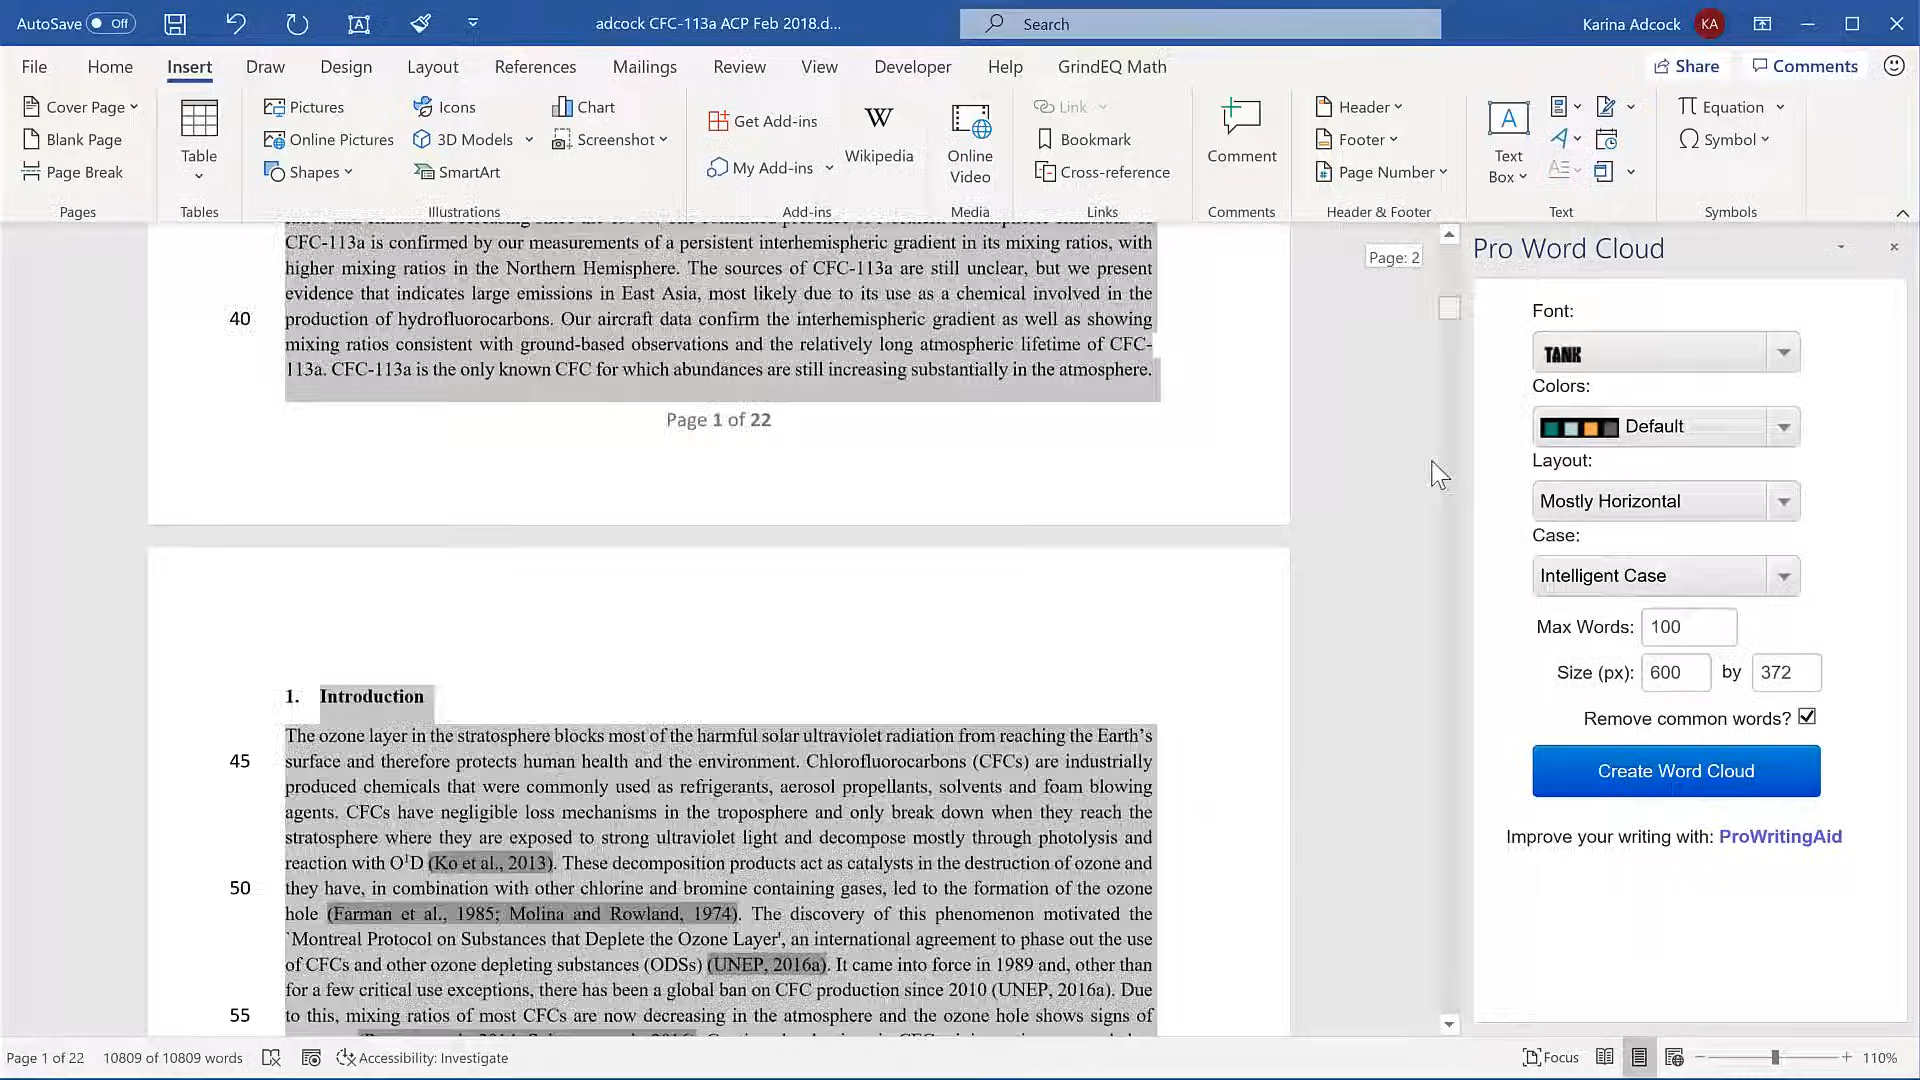 AutoSave Off
adcock CFC-113a ACP Feb 2018.d...
Search
Karina Adcock KA
File Home Insert Draw Design Layout References Mailings Review View Developer Help GrindEQ Math
Share Comments
Cover Page
Blank Page
Page Break
Pages
Table
Tables
Pictures
Online Pictures
Shapes
Icons
3D Models
SmartArt
Chart
Screenshot
Illustrations
Get Add-ins
My Add-ins
Wikipedia
Add-ins
Online
Video
Media
Link
Bookmark
Cross-reference
Links
Comment
Comments
Header
Footer
Page Number
Header & Footer
Text
Box
Text
Equation
Symbol
Symbols
CFC-113a is confirmed by our measurements of a persistent interhemispheric gradient in its mixing ratios, with
higher mixing ratios in the Northern Hemisphere. The sources of CFC-113a are still unclear, but we present
evidence that indicates large emissions in East Asia, most likely due to its use as a chemical involved in the
40 production of hydrofluorocarbons. Our aircraft data confirm the interhemispheric gradient as well as showing
mixing ratios consistent with ground-based observations and the relatively long atmospheric lifetime of CFC-
113a. CFC-113a is the only known CFC for which abundances are still increasing substantially in the atmosphere.
Page 1 of 22
1. Introduction
The ozone layer in the stratosphere blocks most of the harmful solar ultraviolet radiation from reaching the Earth's
45 surface and therefore protects human health and the environment. Chlorofluorocarbons (CFCs) are industrially
produced chemicals that were commonly used as refrigerants, aerosol propellants, solvents and foam blowing
agents. CFCs have negligible loss mechanisms in the troposphere and only break down when they reach the
stratosphere where they are exposed to strong ultraviolet light and decompose mostly through photolysis and
reaction with O¹D (Ko et al., 2013). These decomposition products act as catalysts in the destruction of ozone and
50 they have, in combination with other chlorine and bromine containing gases, led to the formation of the ozone
hole (Farman et al., 1985; Molina and Rowland, 1974). The discovery of this phenomenon motivated the
`Montreal Protocol on Substances that Deplete the Ozone Layer', an international agreement to phase out the use
of CFCs and other ozone depleting substances (ODSs) (UNEP, 2016a). It came into force in 1989 and, other than
for a few critical use exceptions, there has been a global ban on CFC production since 2010 (UNEP, 2016a). Due
55 to this, mixing ratios of most CFCs are now decreasing in the atmosphere and the ozone hole shows signs of
Page: 2
Pro Word Cloud
Font:
TANK
Colors:
Default
Layout:
Mostly Horizontal
Case:
Intelligent Case
Max Words: 100
Size (px): 600 by 372
Remove common words?
Create Word Cloud
Improve your writing with: ProWritingAid
Page 1 of 22 10809 of 10809 words Accessibility: Investigate
Focus
110%